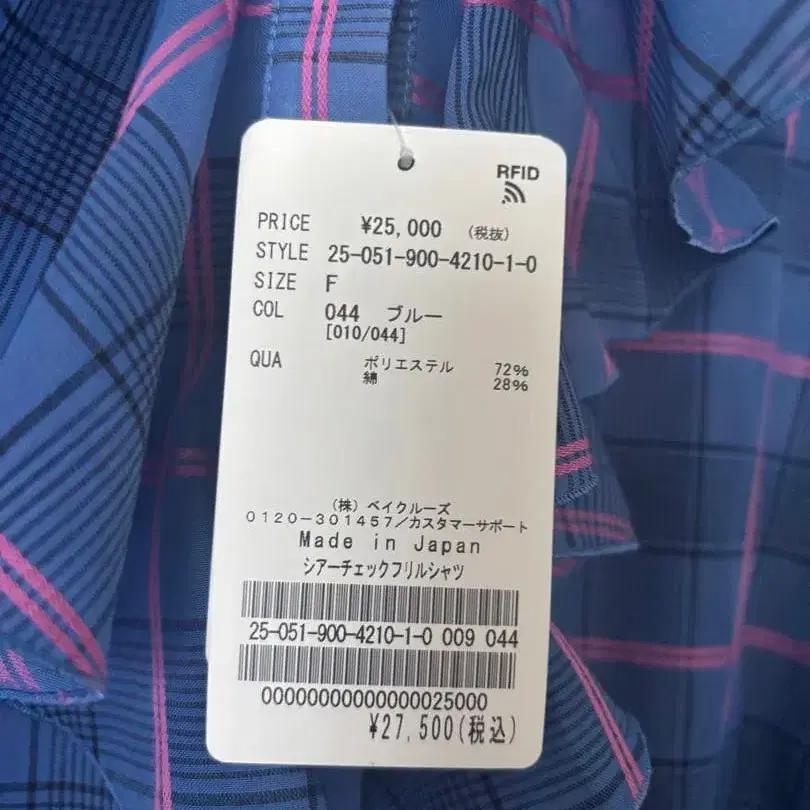 RFID
PRICE ¥25,000 (税抜)
STYLE 25-051-900-4210-1-0
SIZE F
COL 044 ブルー
[010/044]
QUA ポリエステル 72%
綿 28%
(株) ベイクルーズ
0120-301457/カスタマーサポート
Made in Japan
シアーチェックフリルシャツ
25-051-900-4210-1-0 009 044
00000000000000025000
¥27,500(税込)